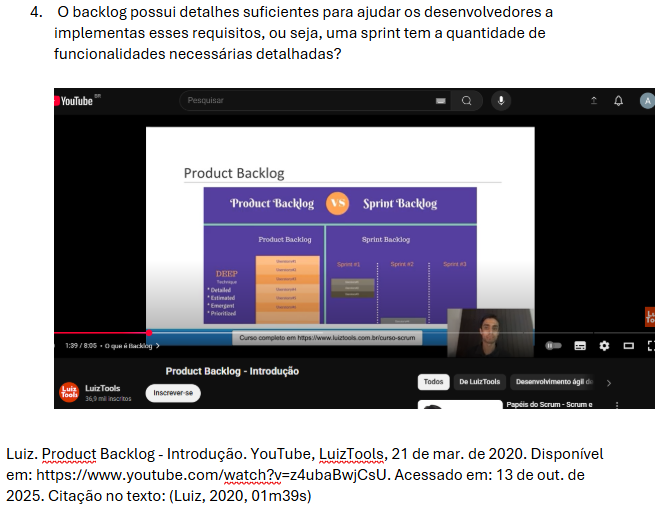 4. O backlog possui detalhes suficientes para ajudar os desenvolvedores a
implementas esses requisitos, ou seja, uma sprint tem a quantidade de
funcionalidades necessárias detalhadas?
YouTube BR
Pesquisar
A
Product Backlog
Product Backlog VS Sprint Backlog
Product Backlog
Sprint Backlog
Sprint #1
Sprint #2
Sprint #3
DEEP
Technique
* Detailed
* Estimated
* Emergent
* Prioritized
Curso completo em https://www.luiztools.com.br/curso-scrum
1:39 / 8:05 • O que é Backlog >
Product Backlog - Introdução
Luiz Tools
LuizTools
36,9 mil inscritos
Inscrever-se
Todos
De LuizTools
Desenvolvimento ágil de
Papéis do Scrum - Scrum e
Luiz. Product Backlog - Introdução. YouTube, LuizTools, 21 de mar. de 2020. Disponível
em: https://www.youtube.com/watch?v=z4ubaBwjCsU. Acessado em: 13 de out. de
2025. Citação no texto: (Luiz, 2020, 01m39s)